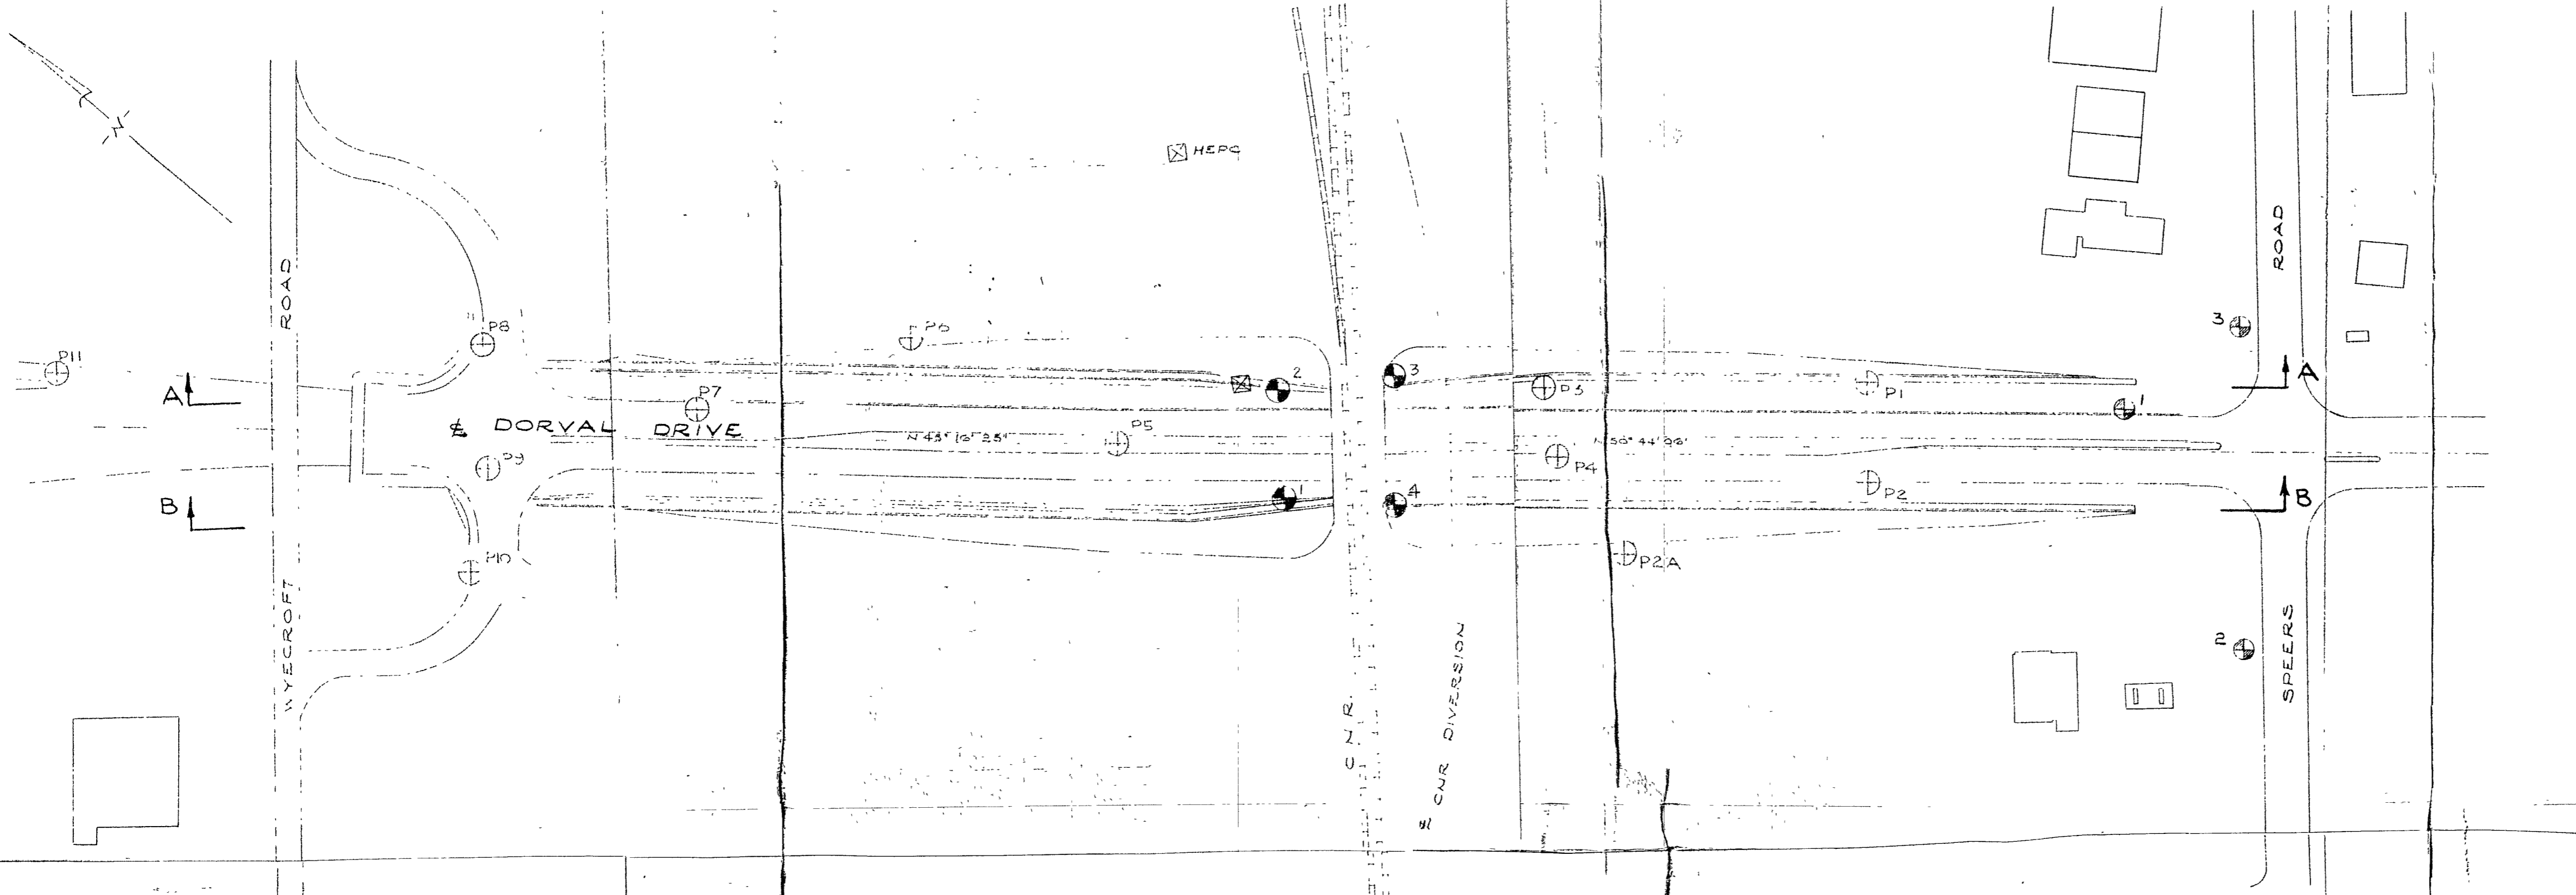 HEPC
ROAD
ROAD
P8
P6
3
P11
A
2
3
P3
P1
1
A
P7
℄ DORVAL DRIVE
P5
P9
P4
P2
B
1
4
B
P10
P2A
WYECROFT
2
SPEERS
C N R
℄ CNR DIVERSION